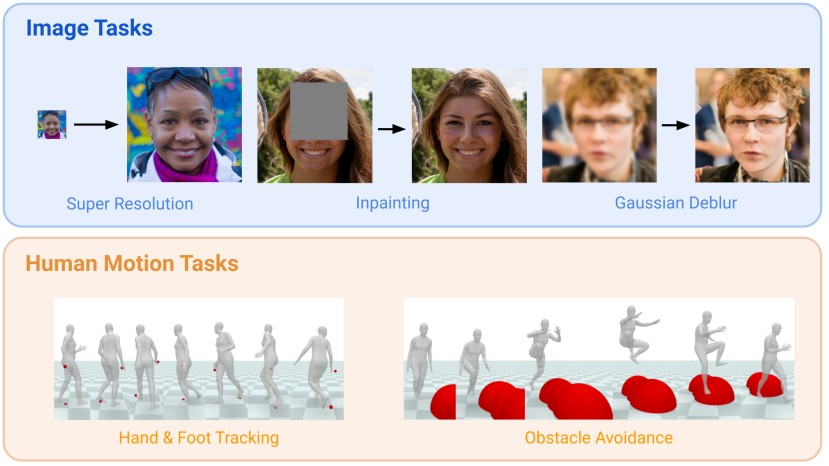 Image Tasks
Super Resolution
Inpainting
Gaussian Deblur
Human Motion Tasks
Hand & Foot Tracking
Obstacle Avoidance